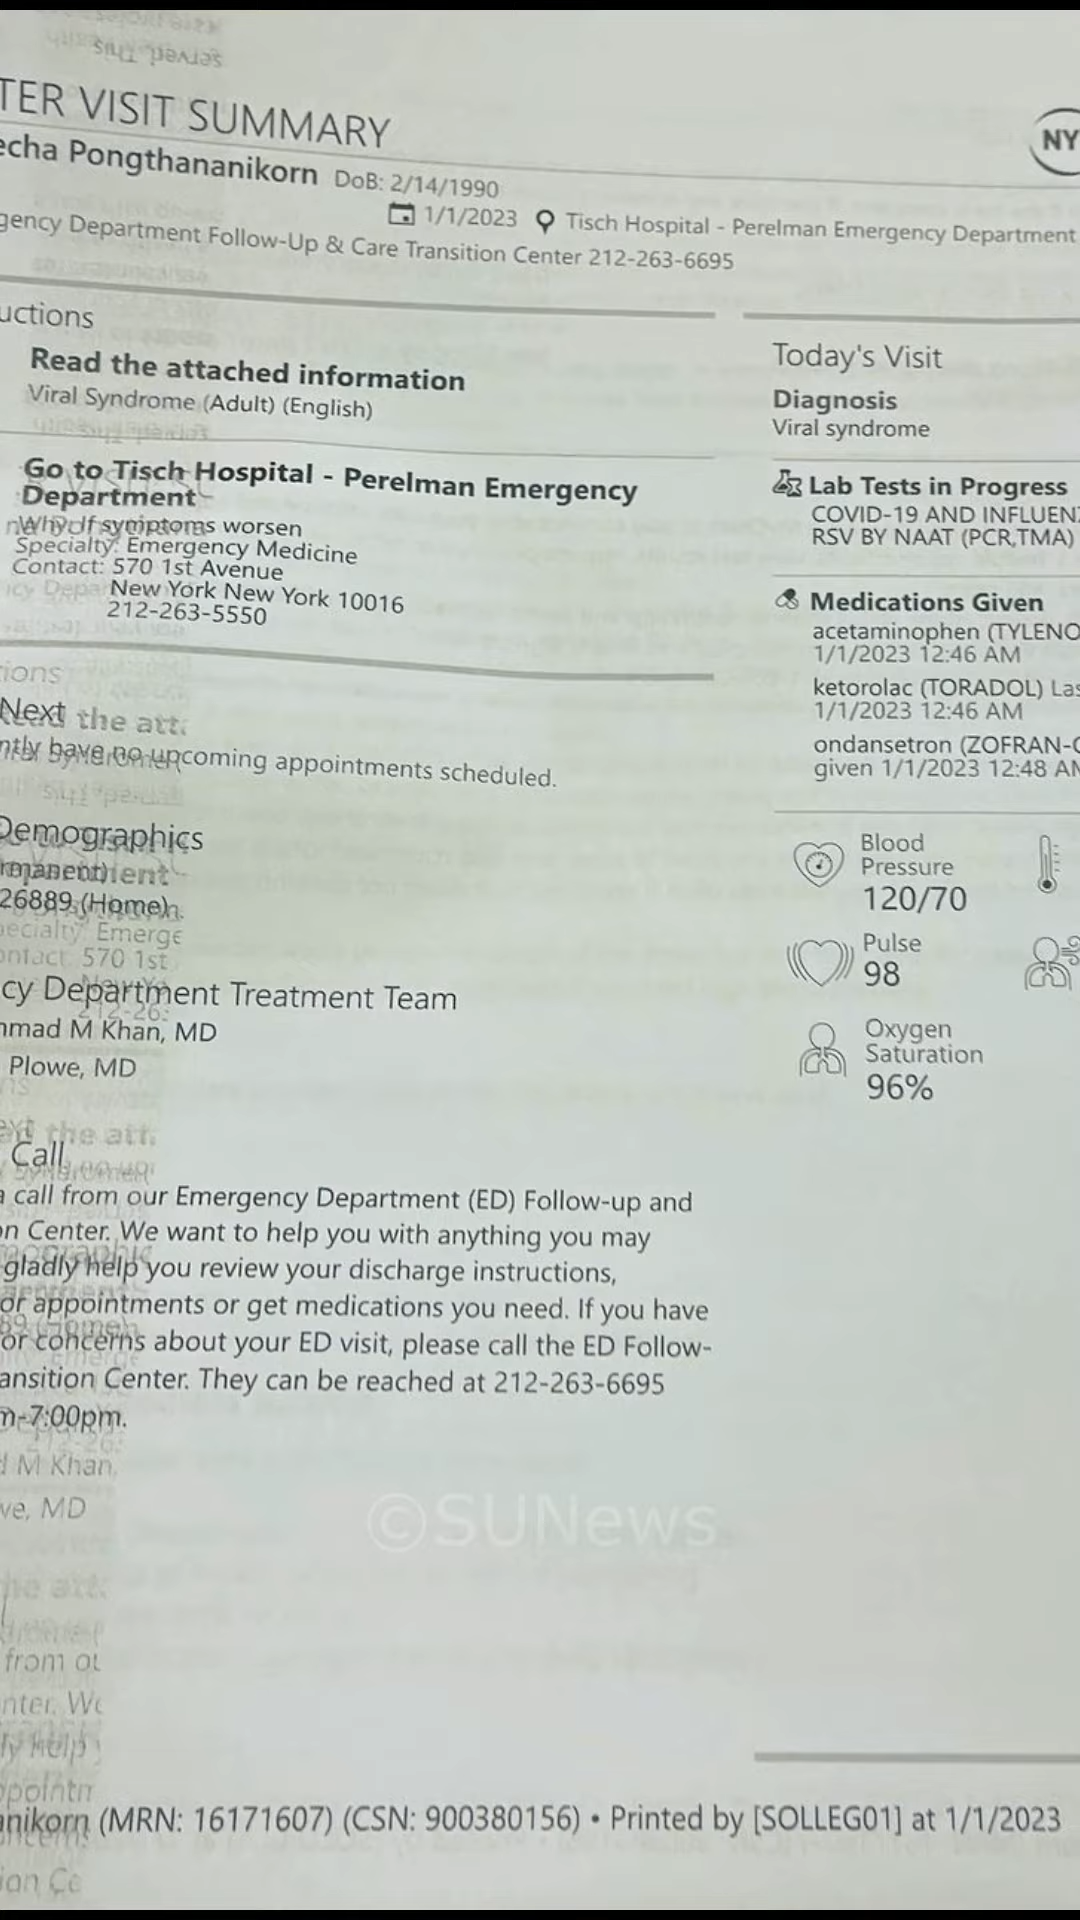 TER VISIT SUMMARY
NY
echa Pongthananikorn DoB: 2/14/1990
1/1/2023 Tisch Hospital - Perelman Emergency Department
gency Department Follow-Up & Care Transition Center 212-263-6695
uctions
Read the attached information
Viral Syndrome (Adult) (English)
Go to Tisch Hospital - Perelman Emergency
Department
Why: If symptoms worsen
Specialty: Emergency Medicine
Contact: 570 1st Avenue
New York New York 10016
212-263-5550
Next
ntly have no upcoming appointments scheduled.
Demographics
26889 (Home)
cy Department Treatment Team
mmad M Khan, MD
Plowe, MD
Call
a call from our Emergency Department (ED) Follow-up and
on Center. We want to help you with anything you may
gladly help you review your discharge instructions,
or appointments or get medications you need. If you have
or concerns about your ED visit, please call the ED Follow-
ansition Center. They can be reached at 212-263-6695
m-7:00pm.
Today's Visit
Diagnosis
Viral syndrome
Lab Tests in Progress
COVID-19 AND INFLUEN
RSV BY NAAT (PCR,TMA)
Medications Given
acetaminophen (TYLENO
1/1/2023 12:46 AM
ketorolac (TORADOL) Las
1/1/2023 12:46 AM
ondansetron (ZOFRAN-O
given 1/1/2023 12:48 AM
Blood
Pressure
120/70
Pulse
98
Oxygen
Saturation
96%
©SUNews
anikorn (MRN: 16171607) (CSN: 900380156) • Printed by [SOLLEG01] at 1/1/2023